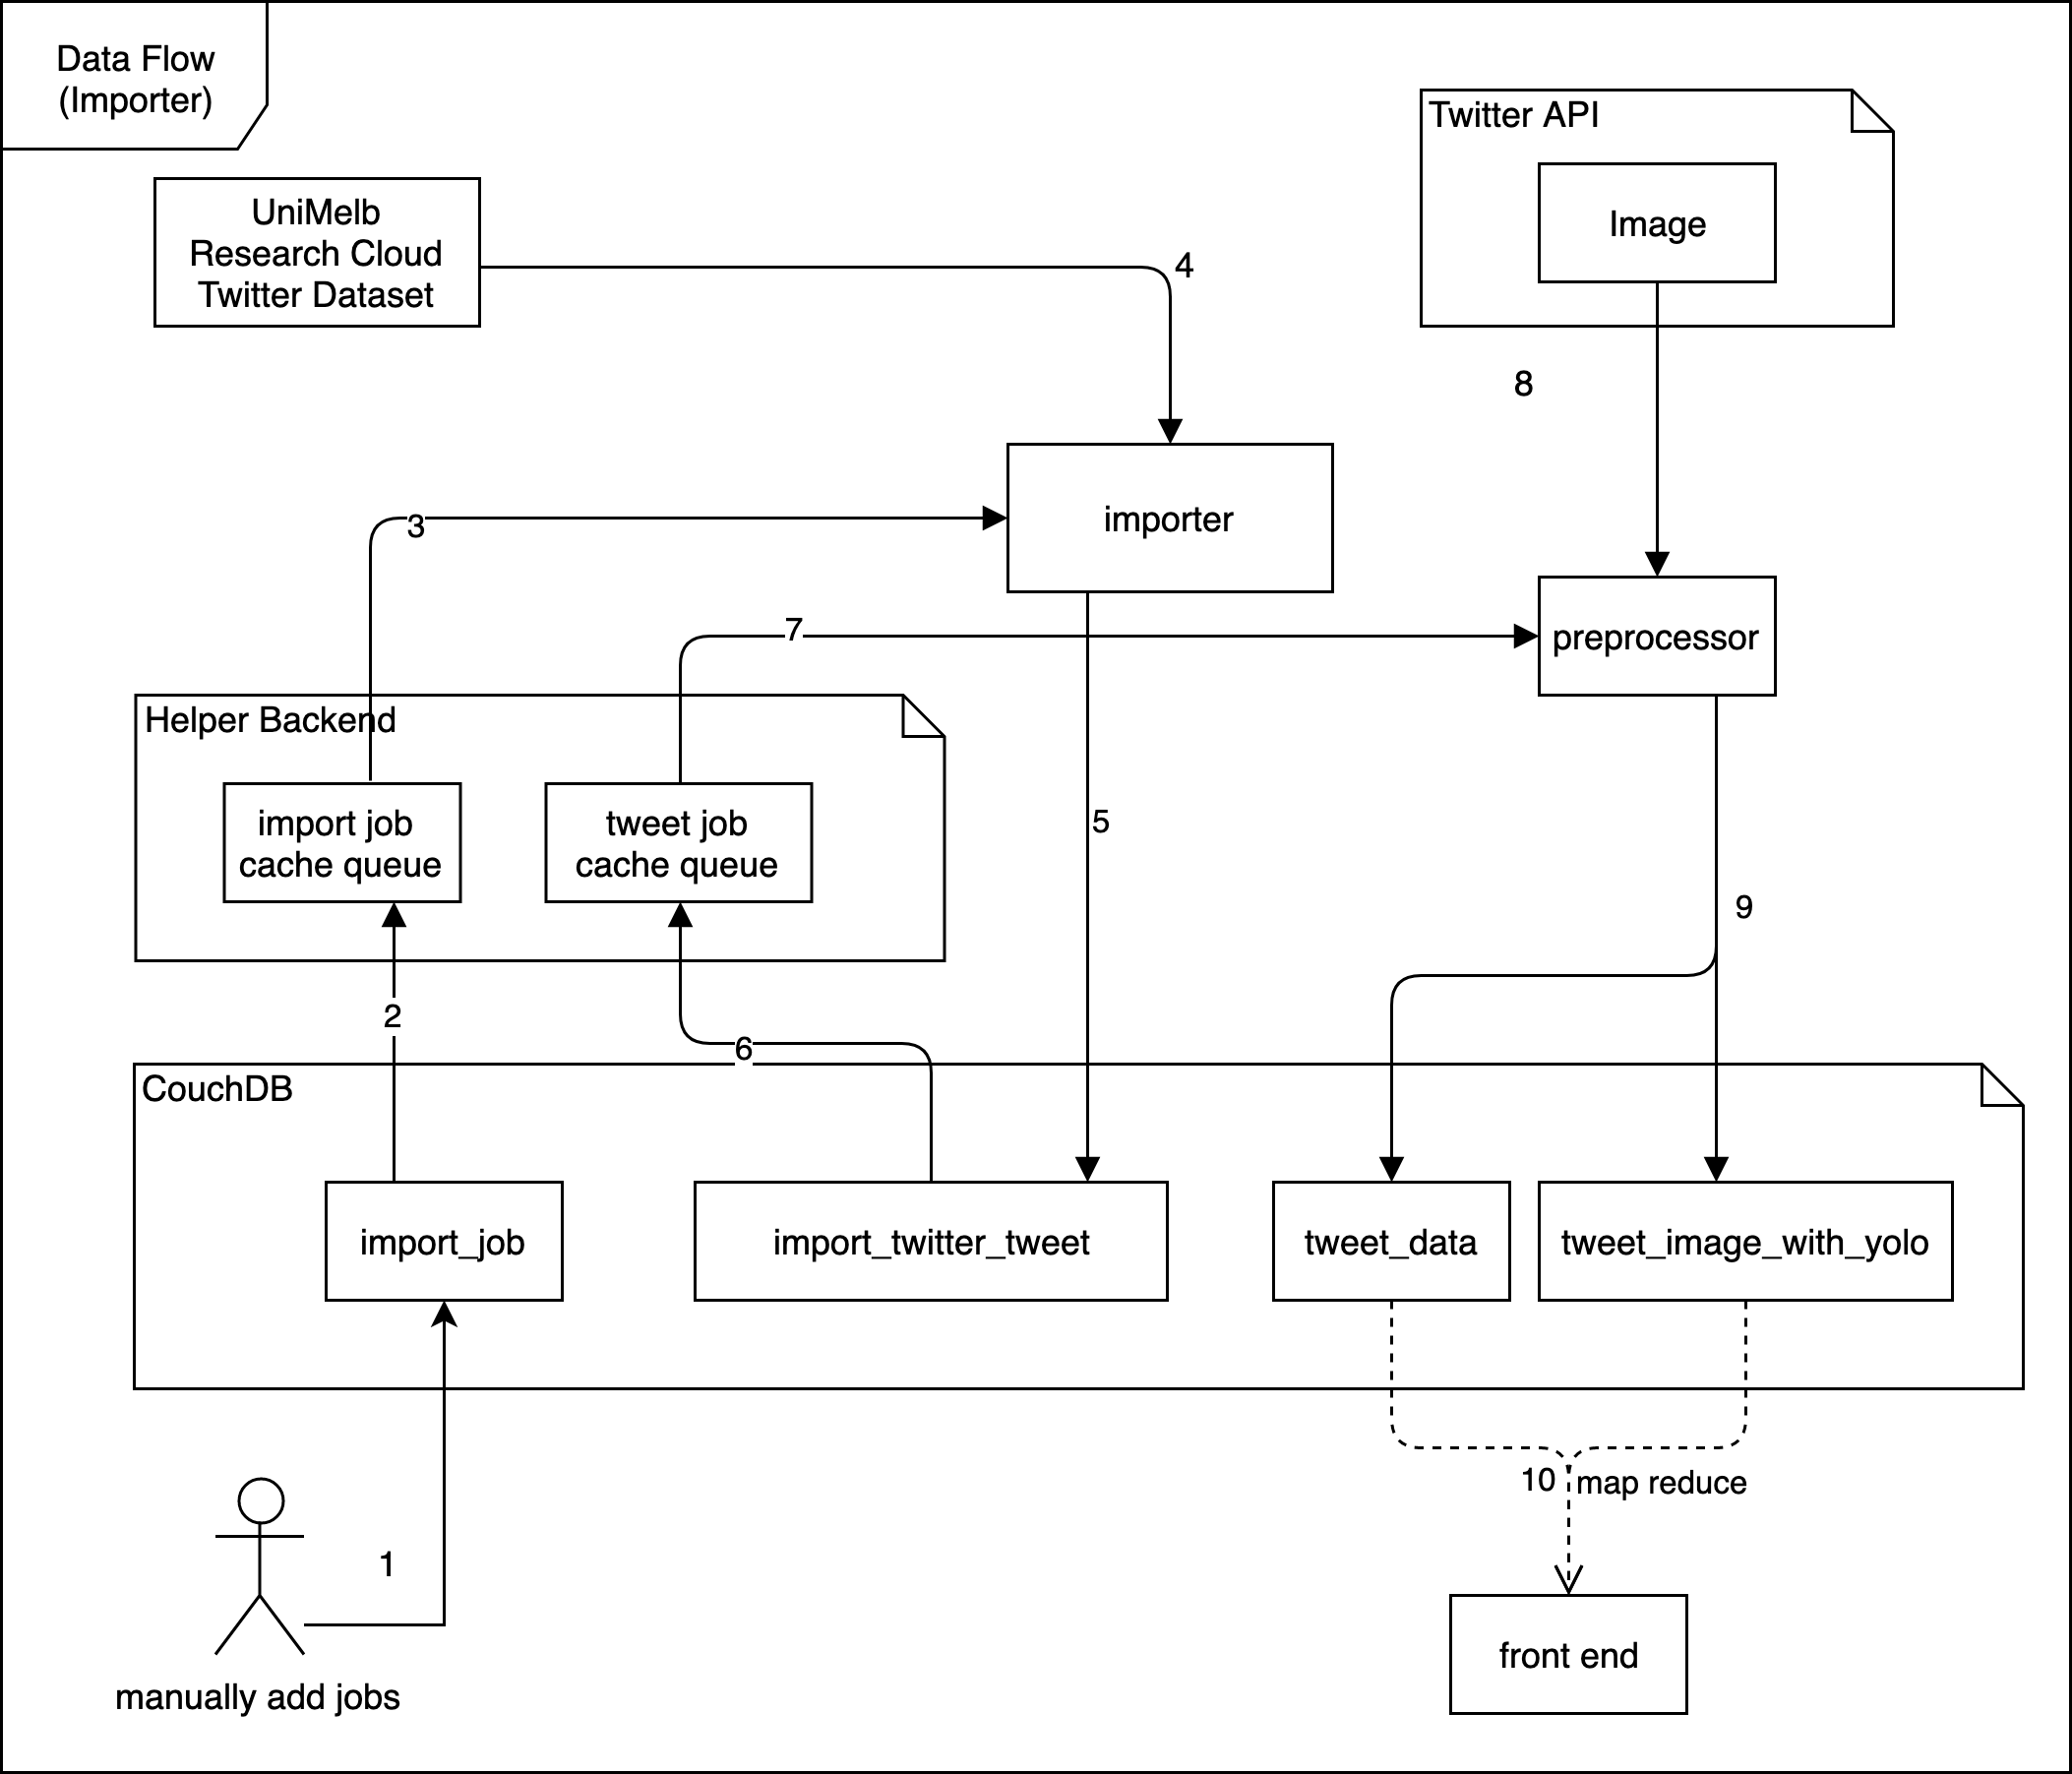 Data Flow
(Importer)
Twitter API
Image
UniMelb
Research Cloud
Twitter Dataset
4
8
importer
3
7
preprocessor
Helper Backend
import job
cache queue
tweet job
cache queue
5
9
2
6
CouchDB
import_job
import_twitter_tweet
tweet_data
tweet_image_with_yolo
10
map reduce
1
front end
manually add jobs